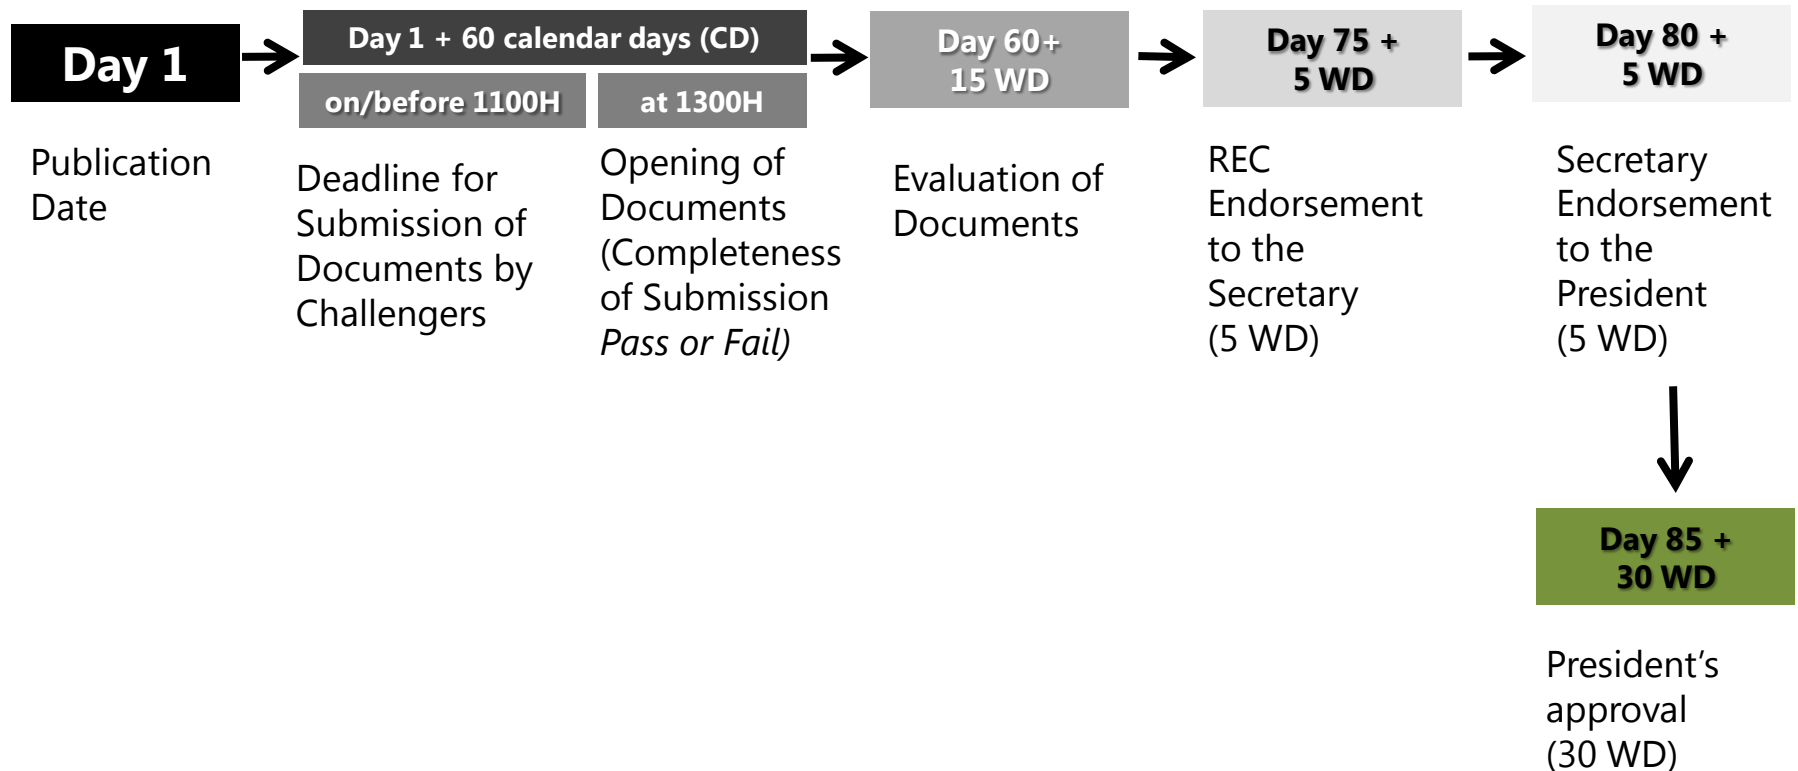 Day 1
Publication
Date
Day 1 + 60 calendar days (CD)
on/before 1100H
Deadline for
Submission of
Documents by
Challengers
at 1300H
Opening of
Documents
(Completeness
of Submission
Pass or Fail)
Day 60+
15 WD
Evaluation of
Documents
Day 75 +
5 WD
REC
Endorsement
to the
Secretary
(5 WD)
Day 80 +
5 WD
Secretary
Endorsement
to the
President
(5 WD)
Day 85 +
30 WD
President’s
approval
(30 WD)